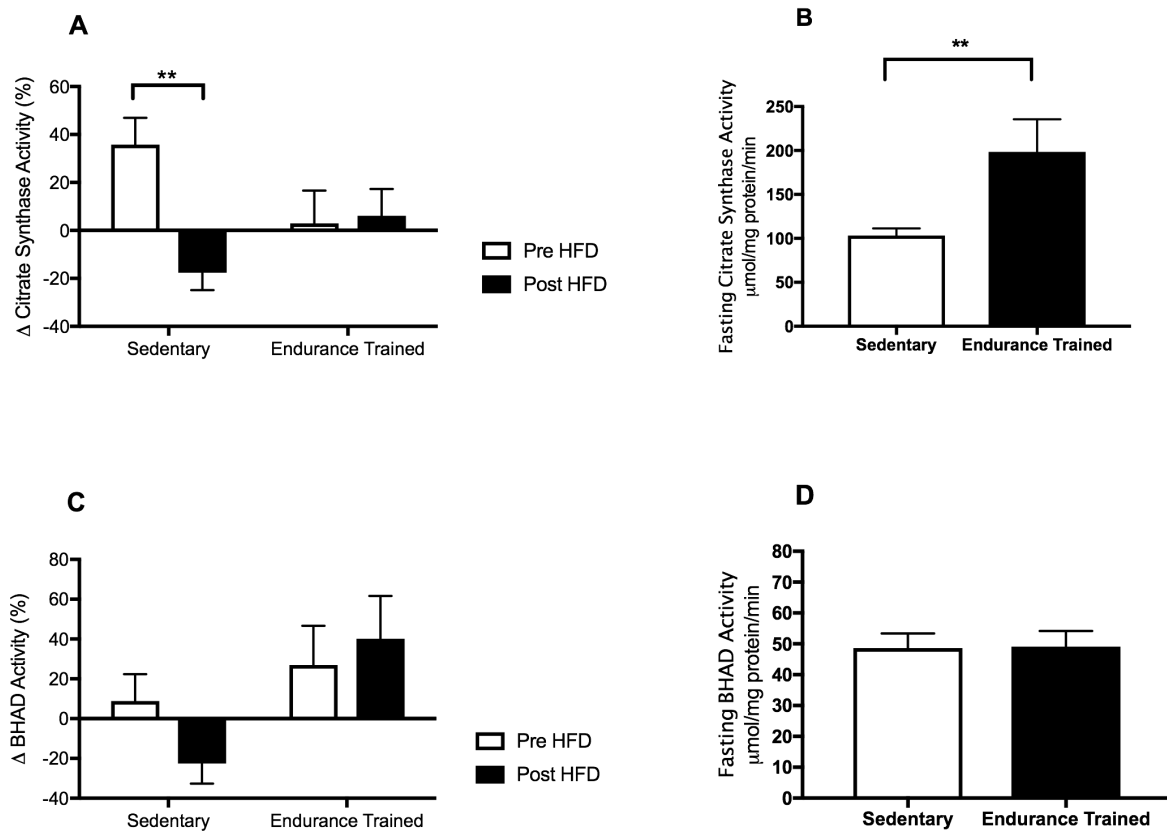 A
Δ Citrate Synthase Activity (%)
60
40
20
0
-20
-40
**
Sedentary
Endurance Trained
Pre HFD
Post HFD
B
Fasting Citrate Synthase Activity
μmol/mg protein/min
250
200
150
100
50
0
**
Sedentary
Endurance Trained
C
Δ BHAD Activity (%)
80
60
40
20
0
-20
-40
Sedentary
Endurance Trained
Pre HFD
Post HFD
D
Fasting BHAD Activity
μmol/mg protein/min
80
70
60
50
40
30
20
10
0
Sedentary
Endurance Trained